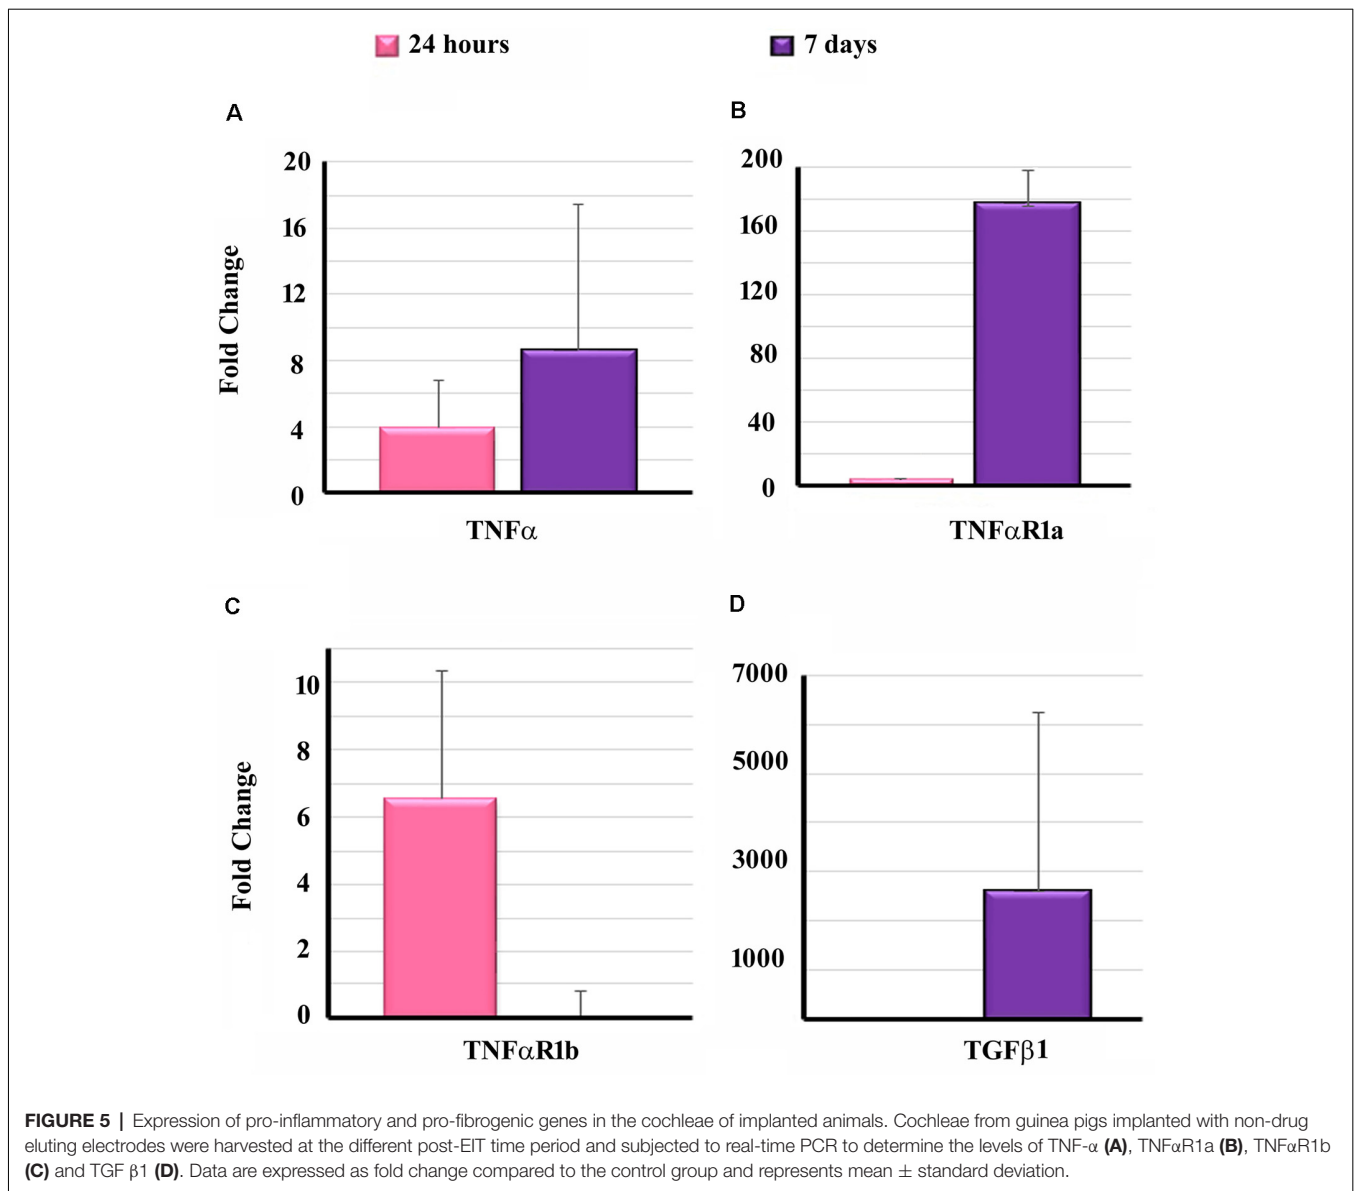 24 hours
7 days
A
20
16
12
8
4
0
Fold Change
TNFα
B
200
160
120
80
40
0
TNFαR1a
C
10
8
6
4
2
0
Fold Change
TNFαR1b
D
7000
5000
3000
1000
TGFβ1
FIGURE 5 | Expression of pro-inflammatory and pro-fibrogenic genes in the cochleae of implanted animals. Cochleae from guinea pigs implanted with non-drug
eluting electrodes were harvested at the different post-EIT time period and subjected to real-time PCR to determine the levels of TNF-α (A), TNFαR1a (B), TNFαR1b
(C) and TGF β1 (D). Data are expressed as fold change compared to the control group and represents mean ± standard deviation.